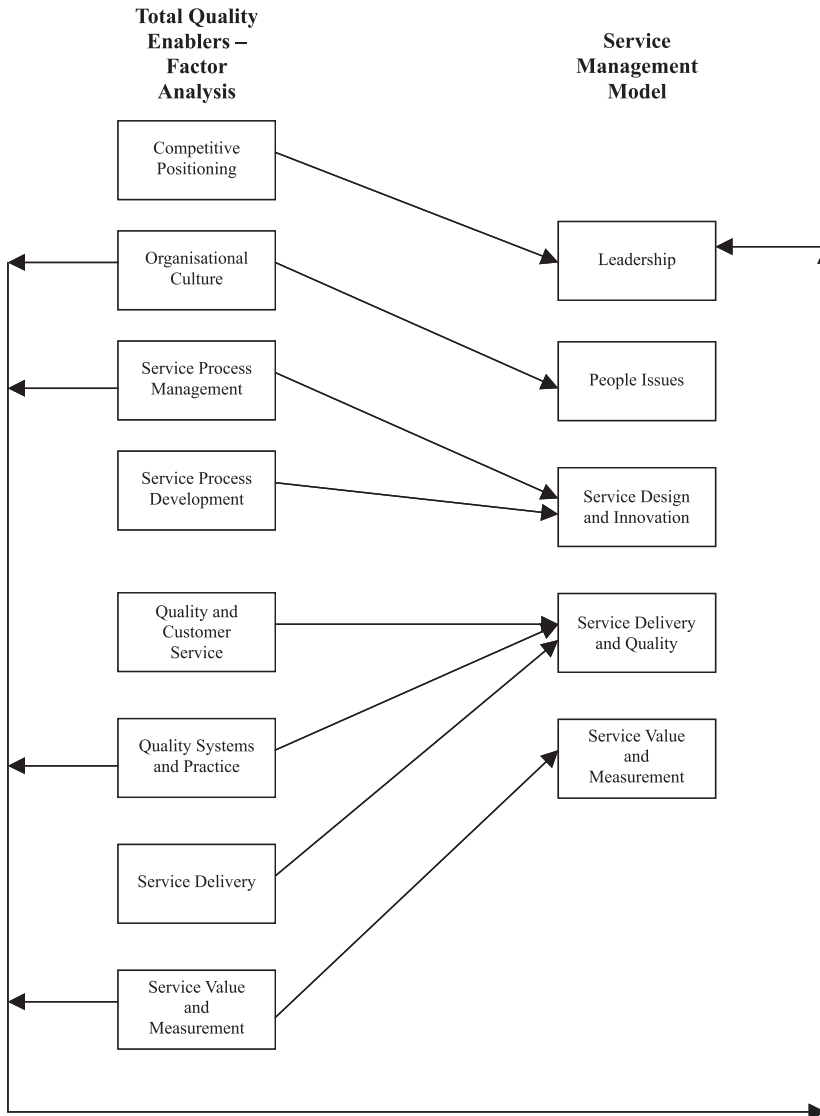 Total Quality
Enablers –
Factor
Analysis
Service
Management
Model
Competitive
Positioning
Organisational
Culture
Leadership
Service Process
Management
People Issues
Service Process
Development
Service Design
and Innovation
Quality and
Customer
Service
Service Delivery
and Quality
Quality Systems
and Practice
Service Value
and
Measurement
Service Delivery
Service Value
and
Measurement